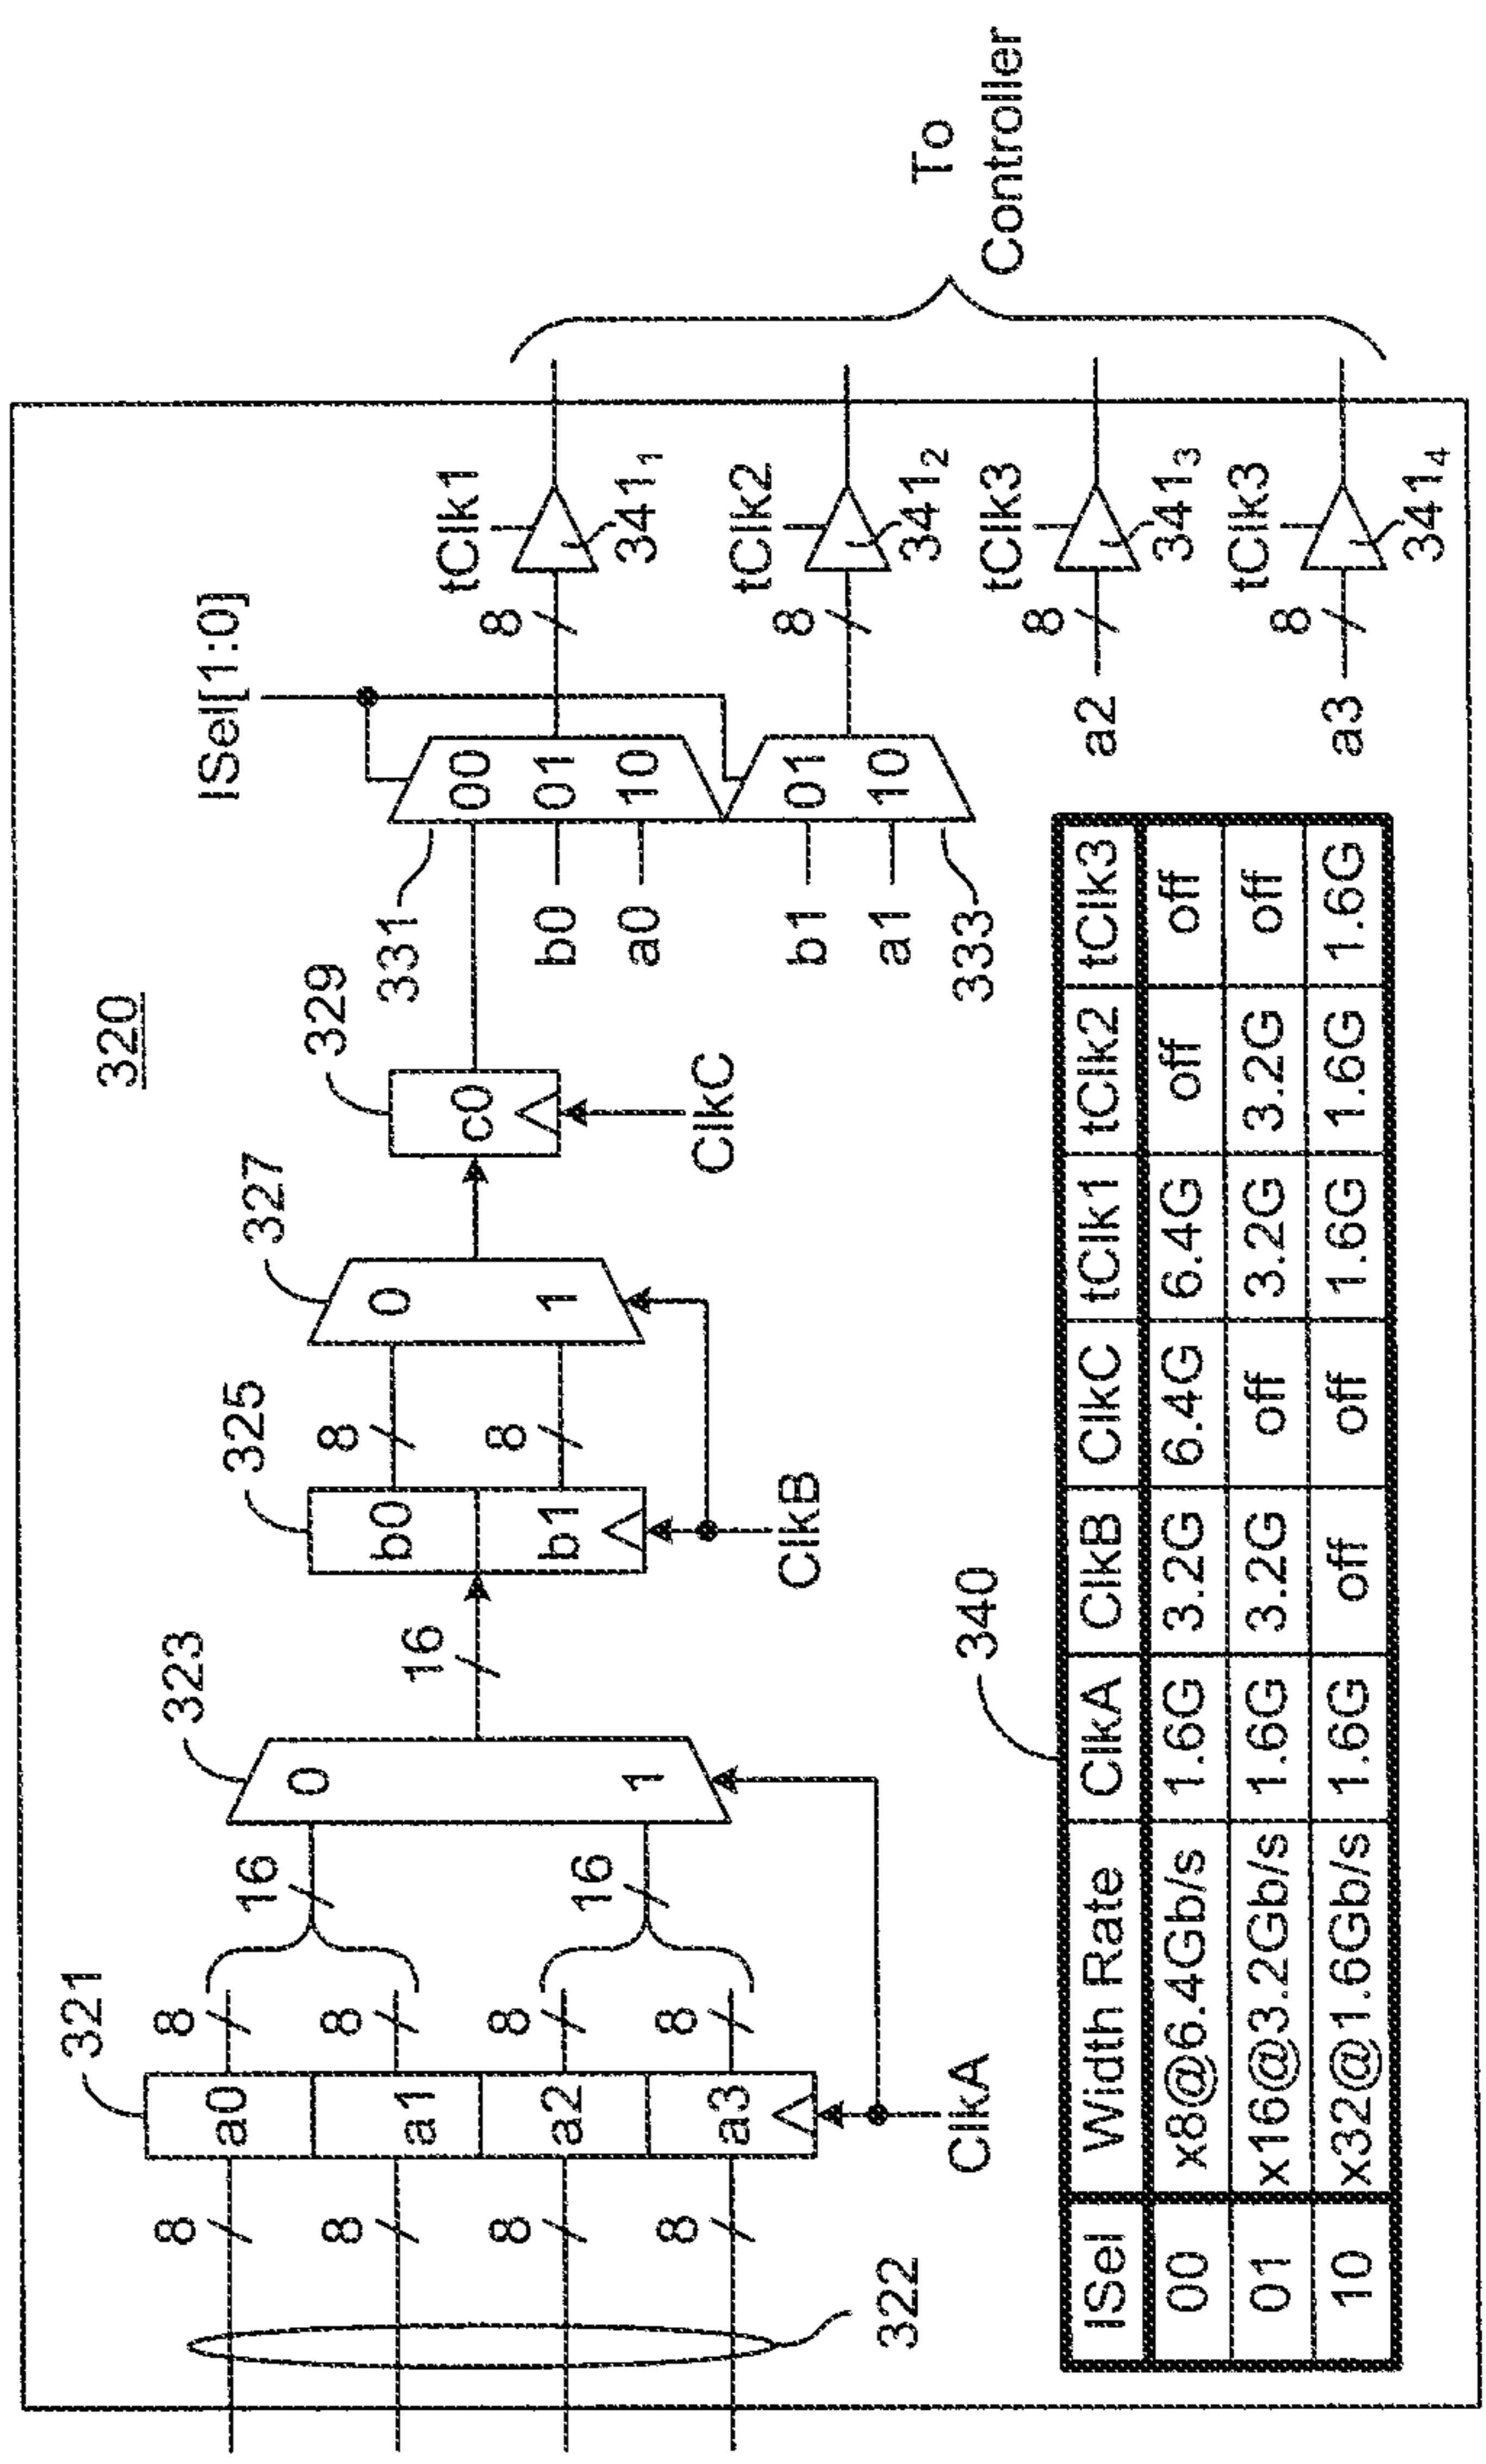 320
321
323
325
327
329
331
ISel[1:0]
tClk1
341₁
8
8
a0
8
8
a1
8
8
a2
8
8
a3
16
16
0
1
16
b0
b1
8
8
0
1
c0
00
01
10
b0
a0
01
10
b1
a1
333
8
tClk2
341₂
8
a2
8
tClk3
341₃
a3
8
tClk3
341₄
To
Controller
ClkA
ClkB
ClkC
322
340
ISel Width Rate ClkA ClkB ClkC tClk1 tClk2 tClk3
00 x8@6.4Gb/s 1.6G 3.2G 6.4G 6.4G off off
01 x16@3.2Gb/s 1.6G 3.2G off 3.2G 3.2G off
10 x32@1.6Gb/s 1.6G off off 1.6G 1.6G 1.6G